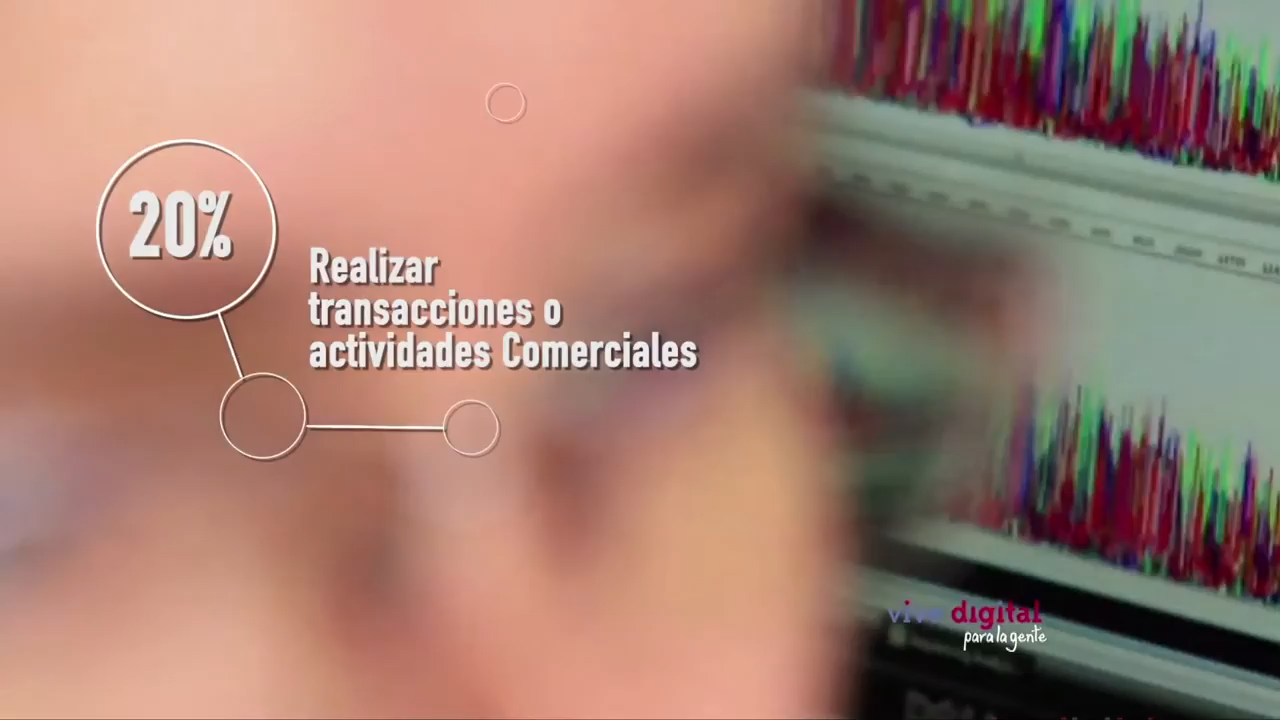 20%
Realizar
transacciones o
actividades Comerciales
vive digital
para la gente